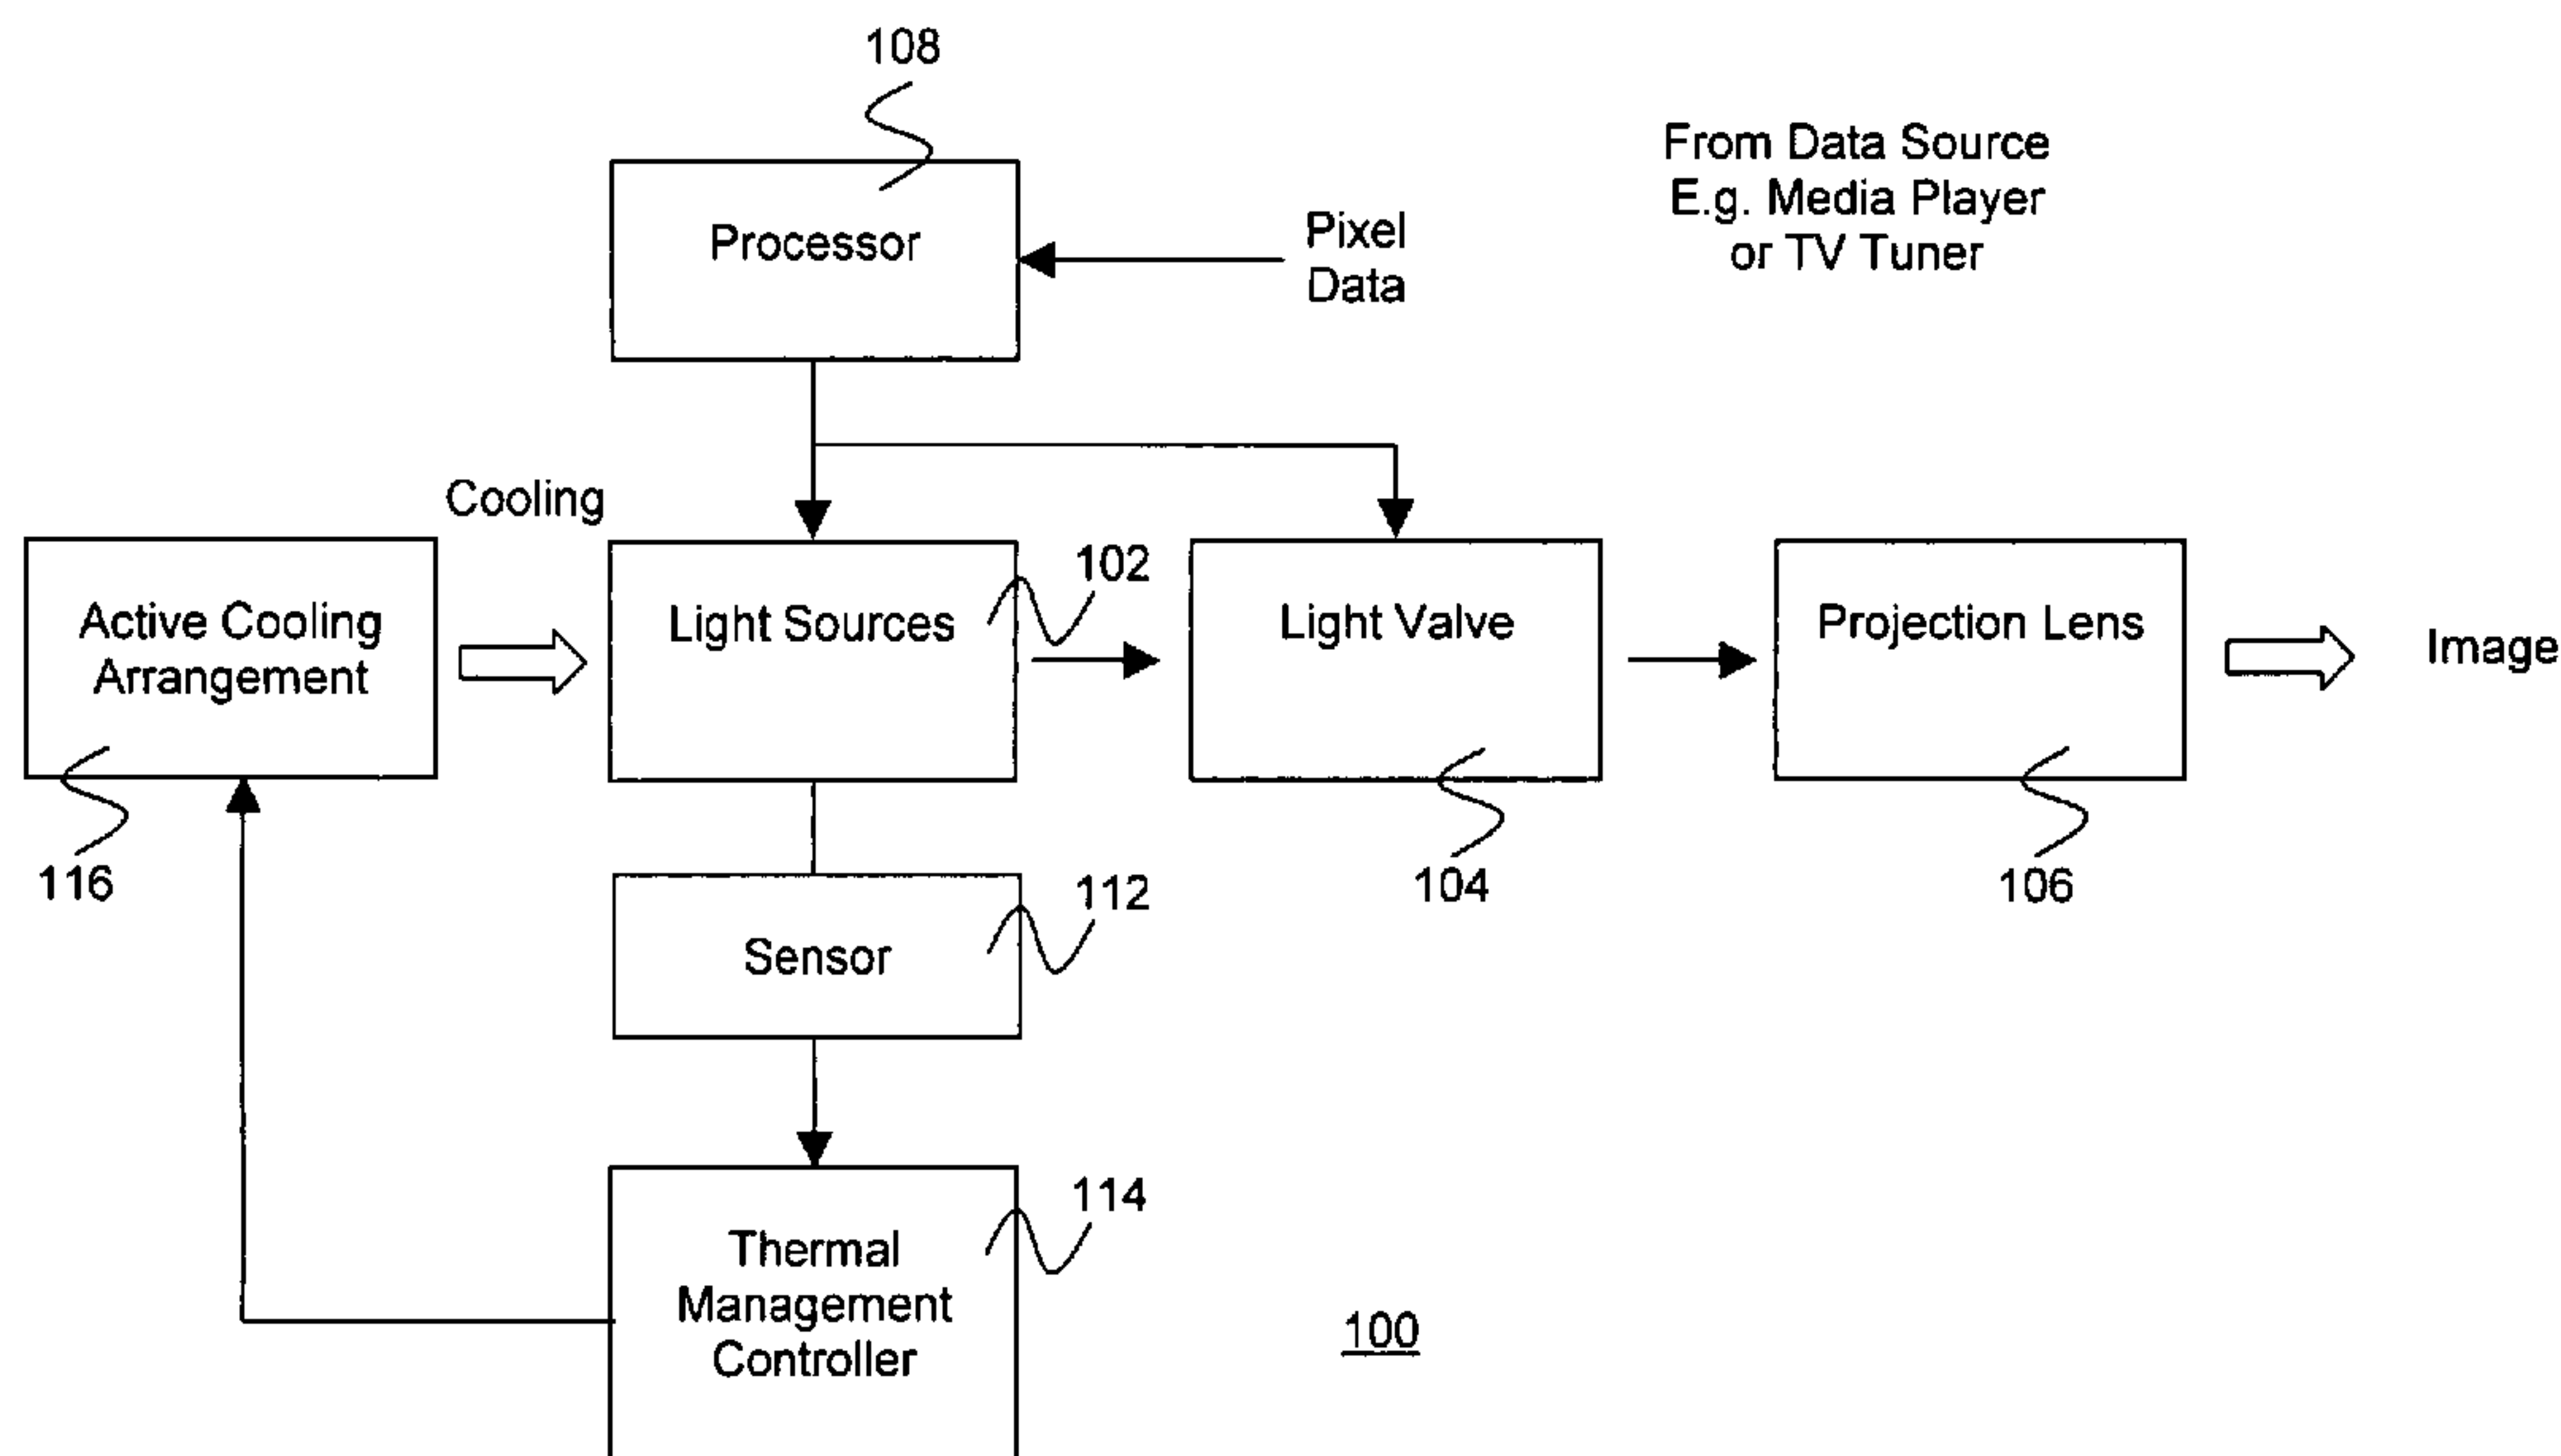 108
From Data Source
E.g. Media Player
or TV Tuner
Processor
Pixel
Data
Cooling
102
Active Cooling
Arrangement
Light Sources
Light Valve
Projection Lens
Image
116
112
104
106
Sensor
114
Thermal
Management
Controller
100